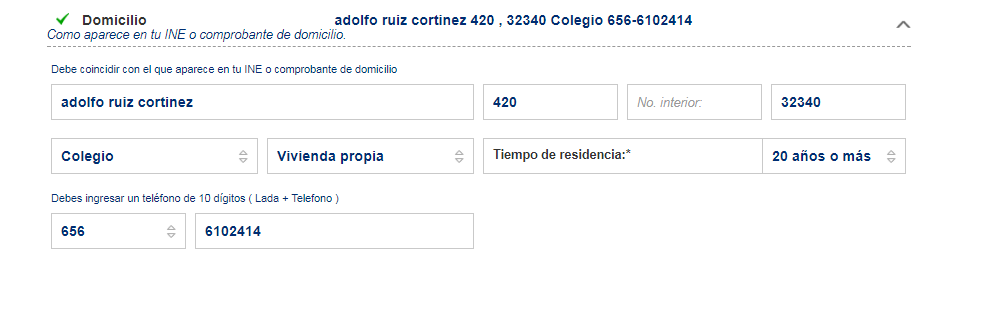 Domicilio adolfo ruiz cortinez 420 , 32340 Colegio 656-6102414
Como aparece en tu INE o comprobante de domicilio.
Debe coincidir con el que aparece en tu INE o comprobante de domicilio
adolfo ruiz cortinez 420 No. interior: 32340
Colegio Vivienda propia Tiempo de residencia:* 20 años o más
Debes ingresar un teléfono de 10 dígitos ( Lada + Telefono )
656 6102414